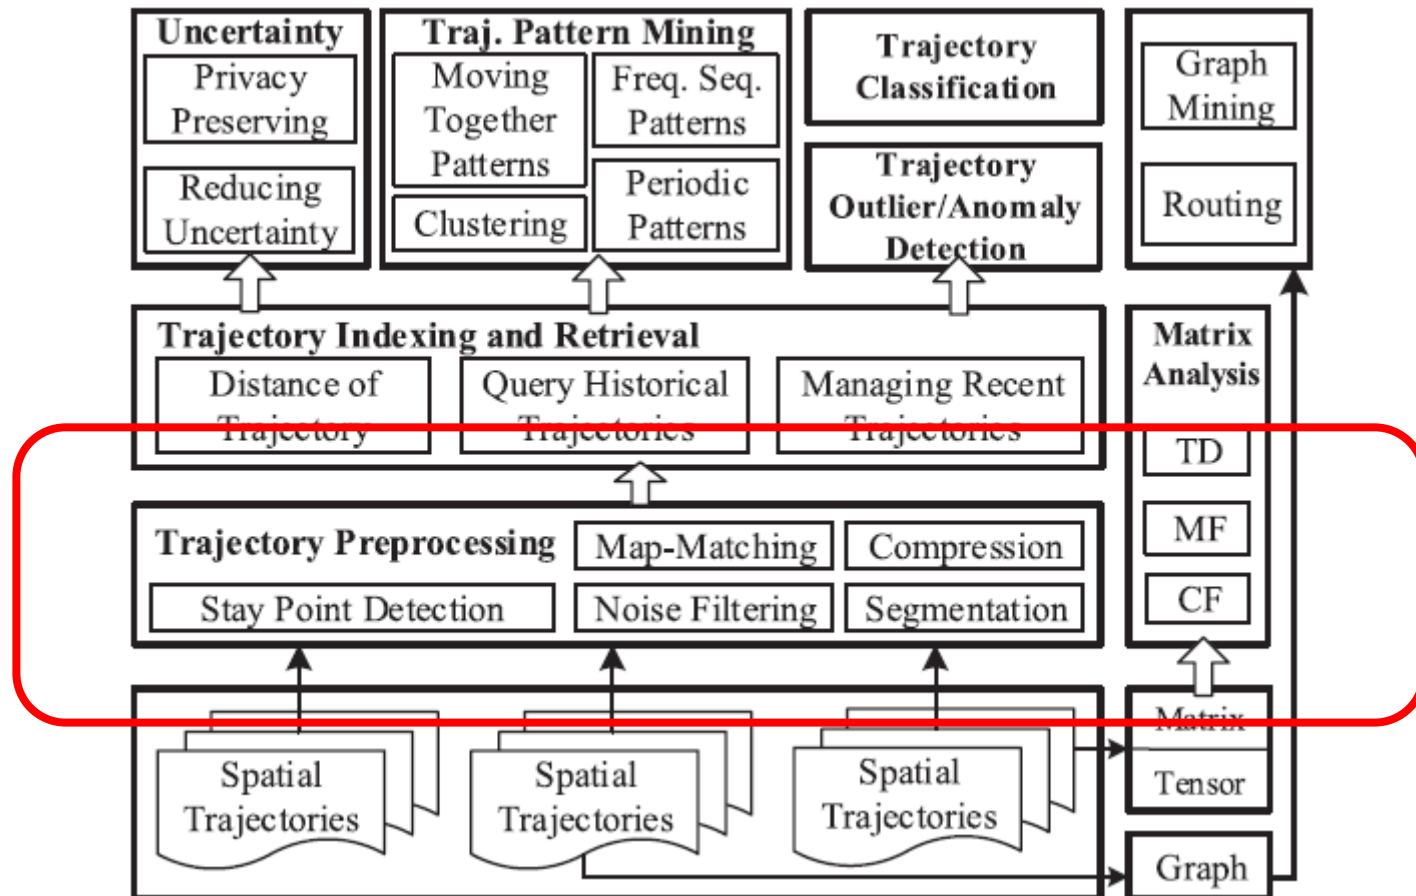 Uncertainty
Privacy
Preserving
Reducing
Uncertainty
Traj. Pattern Mining
Moving
Together
Patterns
Clustering
Freq. Seq.
Patterns
Periodic
Patterns
Trajectory
Classification
Trajectory
Outlier/Anomaly
Detection
Graph
Mining
Routing
Trajectory Indexing and Retrieval
Distance of
Trajectory
Query Historical
Trajectories
Managing Recent
Trajectories
Matrix
Analysis
TD
MF
CF
Trajectory Preprocessing
Map-Matching
Compression
Stay Point Detection
Noise Filtering
Segmentation
Spatial
Trajectories
Spatial
Trajectories
Spatial
Trajectories
Matrix
Tensor
Graph